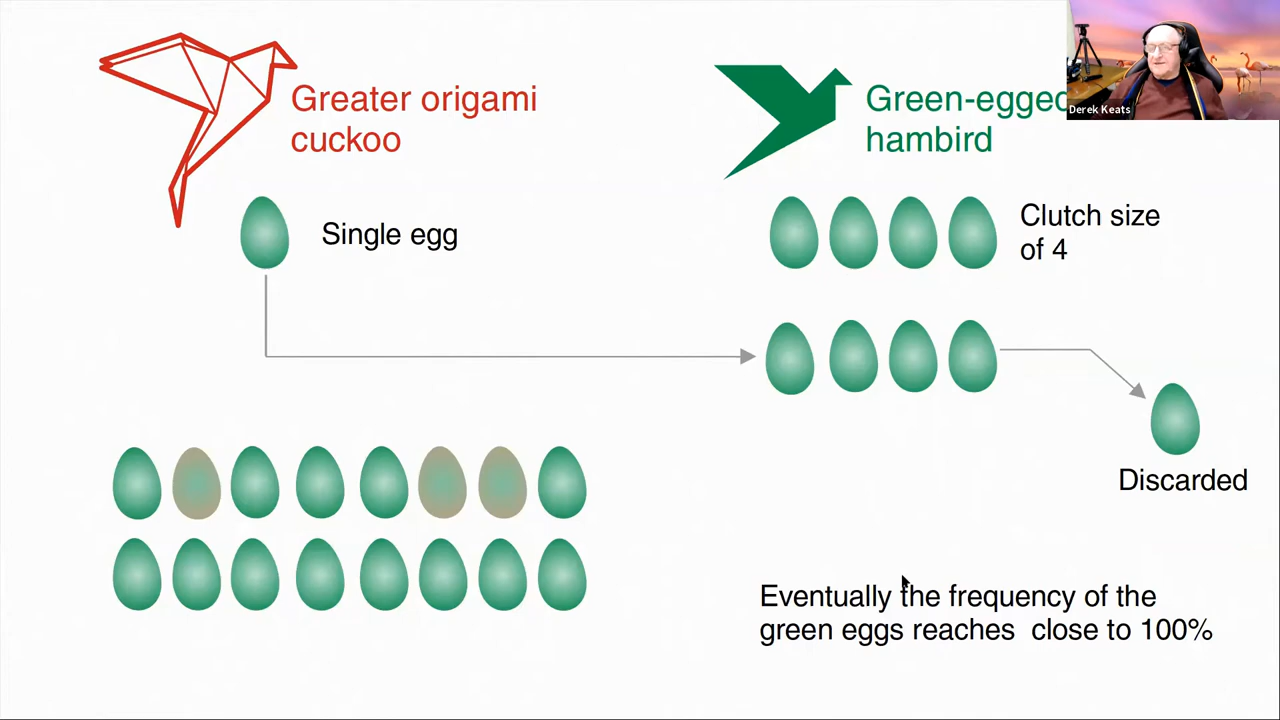 Greater origami
cuckoo
Green-egged
hambird
Derek Keats
Single egg
Clutch size
of 4
Discarded
Eventually the frequency of the
green eggs reaches close to 100%